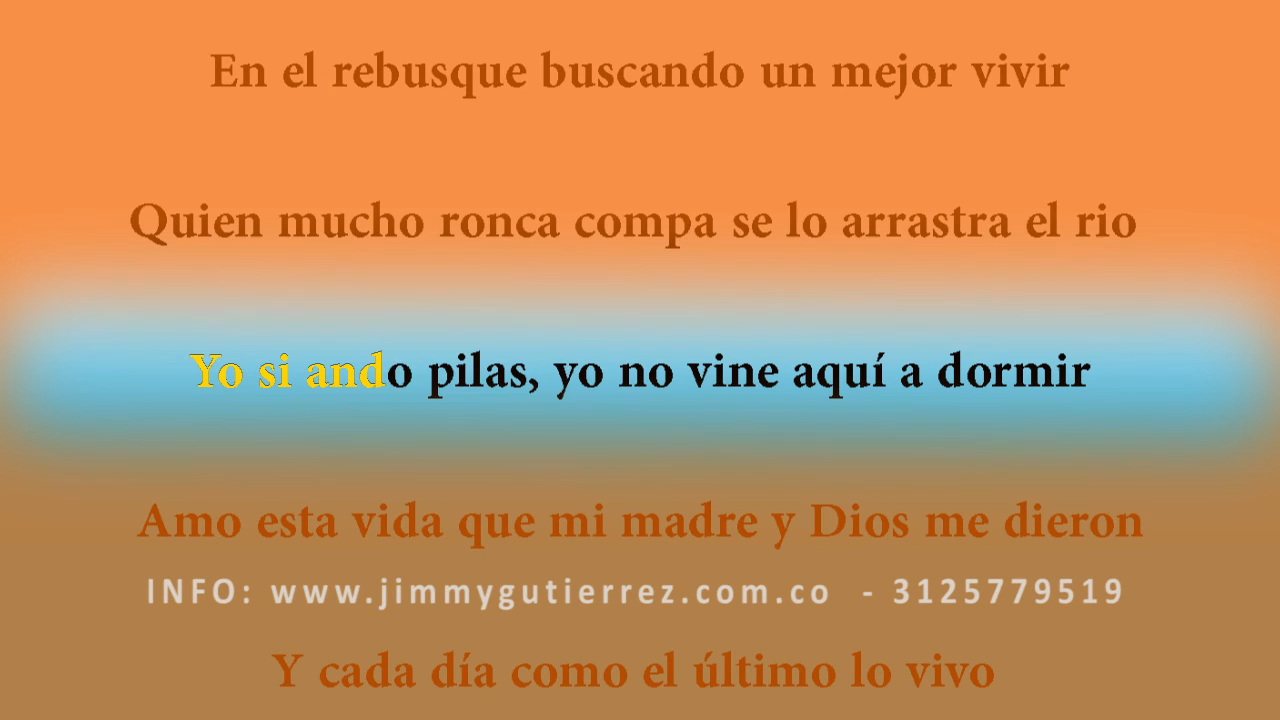 En el rebusque buscando un mejor vivir
Quien mucho ronca compa se lo arrastra el rio
Yo si ando pilas, yo no vine aquí a dormir
Amo esta vida que mi madre y Dios me dieron
INFO: www.jimmygutierrez.com.co - 3125779519
Y cada día como el último lo vivo